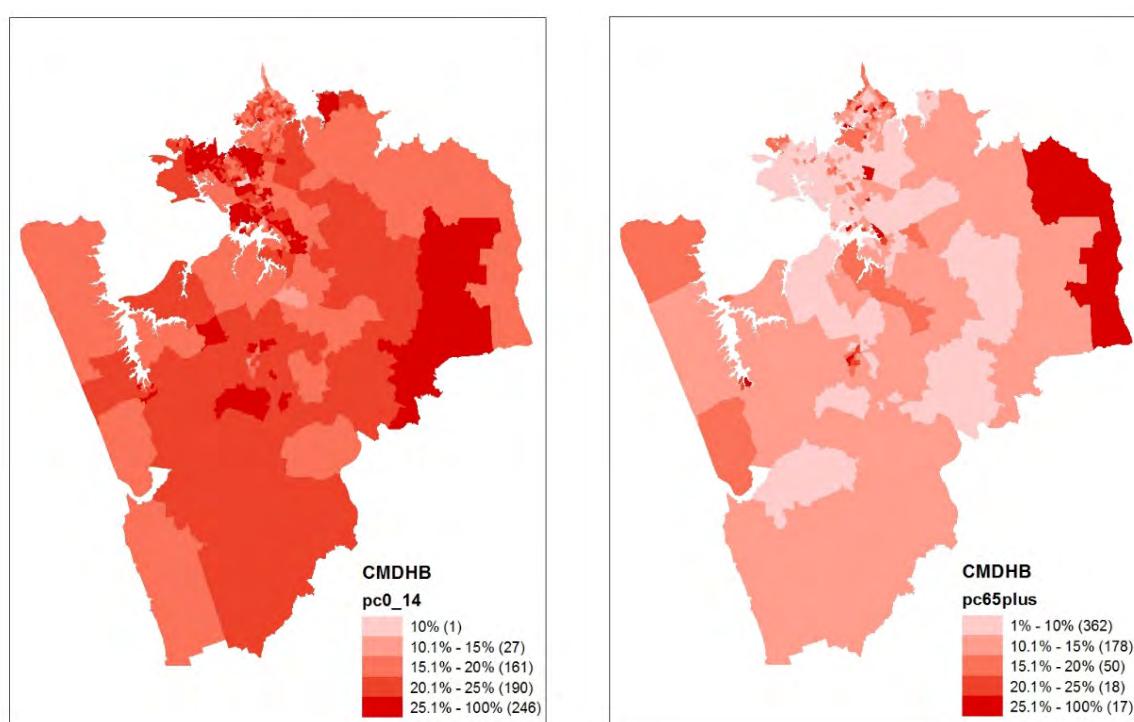 CMDHB
pc0_14
10% (1)
10.1% - 15% (27)
15.1% - 20% (161)
20.1% - 25% (190)
25.1% - 100% (246)
CMDHB
pc65plus
1% - 10% (362)
10.1% - 15% (178)
15.1% - 20% (50)
20.1% - 25% (18)
25.1% - 100% (17)